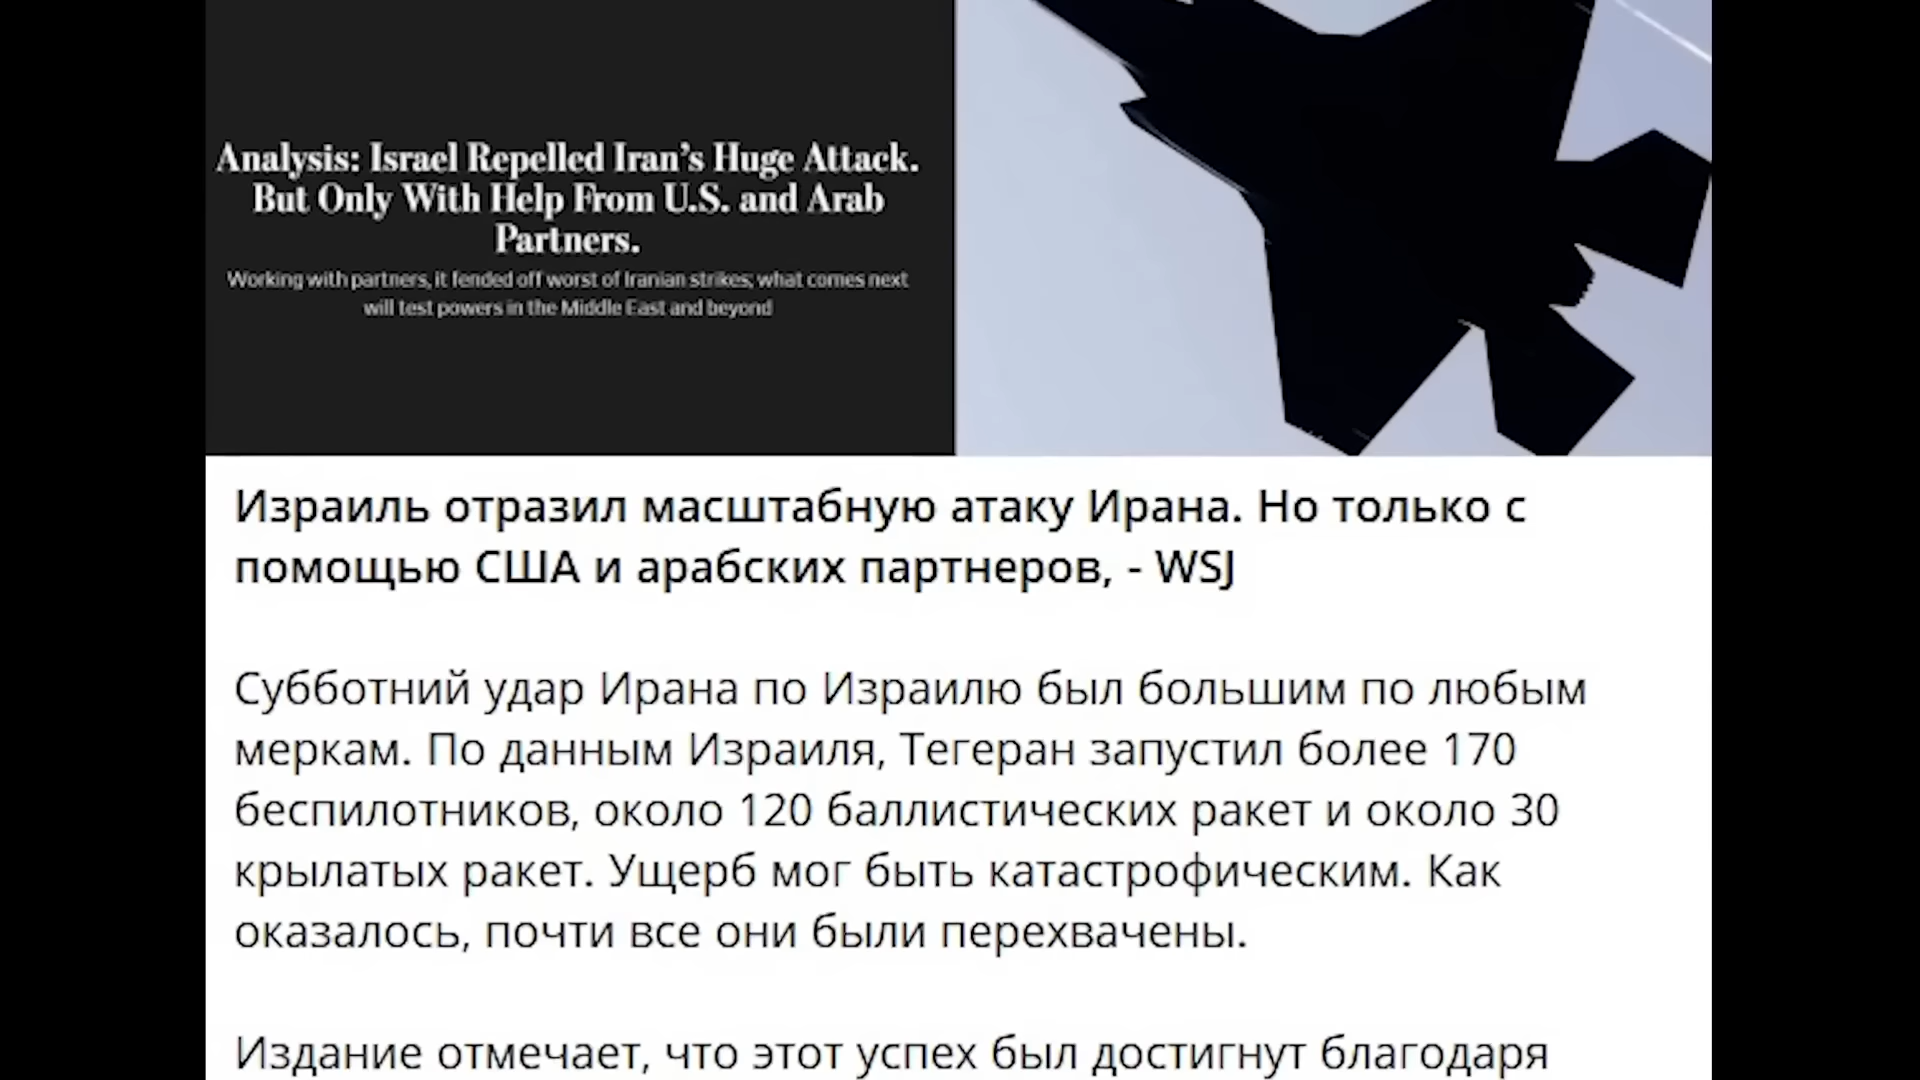 Analysis: Israel Repelled Iran’s Huge Attack.
But Only With Help From U.S. and Arab
Partners.
Working with partners, it fended off worst of Iranian strikes; what comes next
will test powers in the Middle East and beyond
Израиль отразил масштабную атаку Ирана. Но только с
помощью США и арабских партнеров, - WSJ
Субботний удар Ирана по Израилю был большим по любым
меркам. По данным Израиля, Тегеран запустил более 170
беспилотников, около 120 баллистических ракет и около 30
крылатых ракет. Ущерб мог быть катастрофическим. Как
оказалось, почти все они были перехвачены.
Издание отмечает, что этот успех был достигнут благодаря